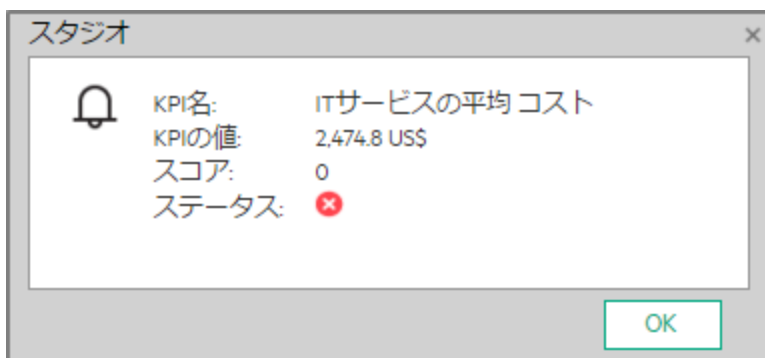 スタジオ
KPI名: ITサービスの平均 コスト
KPIの値: 2,474.8 US$
スコア: 0
ステータス:
OK